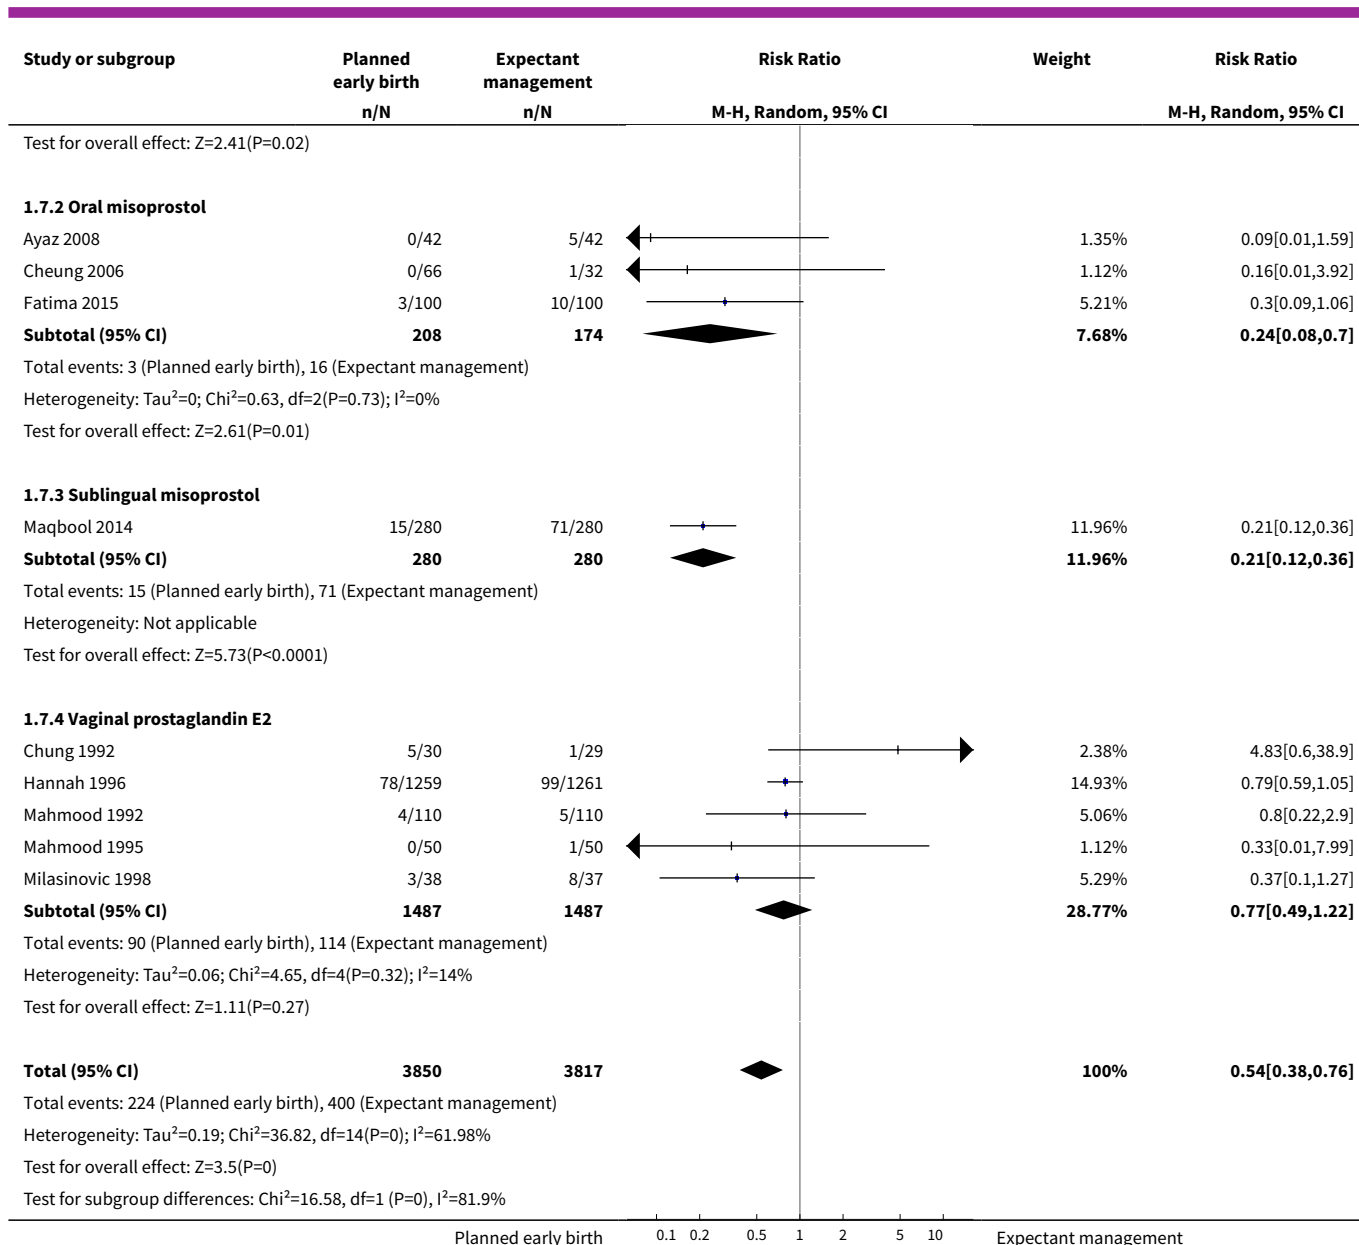 Study or subgroup Planned early birth Expectant management Risk Ratio Weight Risk Ratio
n/N n/N M-H, Random, 95% CI M-H, Random, 95% CI
Test for overall effect: Z=2.41(P=0.02)
1.7.2 Oral misoprostol
Ayaz 2008 0/42 5/42 1.35% 0.09[0.01,1.59]
Cheung 2006 0/66 1/32 1.12% 0.16[0.01,3.92]
Fatima 2015 3/100 10/100 5.21% 0.3[0.09,1.06]
Subtotal (95% CI) 208 174 7.68% 0.24[0.08,0.7]
Total events: 3 (Planned early birth), 16 (Expectant management)
Heterogeneity: Tau²=0; Chi²=0.63, df=2(P=0.73); I²=0%
Test for overall effect: Z=2.61(P=0.01)
1.7.3 Sublingual misoprostol
Maqbool 2014 15/280 71/280 11.96% 0.21[0.12,0.36]
Subtotal (95% CI) 280 280 11.96% 0.21[0.12,0.36]
Total events: 15 (Planned early birth), 71 (Expectant management)
Heterogeneity: Not applicable
Test for overall effect: Z=5.73(P<0.0001)
1.7.4 Vaginal prostaglandin E2
Chung 1992 5/30 1/29 2.38% 4.83[0.6,38.9]
Hannah 1996 78/1259 99/1261 14.93% 0.79[0.59,1.05]
Mahmood 1992 4/110 5/110 5.06% 0.8[0.22,2.9]
Mahmood 1995 0/50 1/50 1.12% 0.33[0.01,7.99]
Milasinovic 1998 3/38 8/37 5.29% 0.37[0.1,1.27]
Subtotal (95% CI) 1487 1487 28.77% 0.77[0.49,1.22]
Total events: 90 (Planned early birth), 114 (Expectant management)
Heterogeneity: Tau²=0.06; Chi²=4.65, df=4(P=0.32); I²=14%
Test for overall effect: Z=1.11(P=0.27)
Total (95% CI) 3850 3817 100% 0.54[0.38,0.76]
Total events: 224 (Planned early birth), 400 (Expectant management)
Heterogeneity: Tau²=0.19; Chi²=36.82, df=14(P=0); I²=61.98%
Test for overall effect: Z=3.5(P=0)
Test for subgroup differences: Chi²=16.58, df=1 (P=0), I²=81.9%
Planned early birth 0.1 0.2 0.5 1 2 5 10 Expectant management